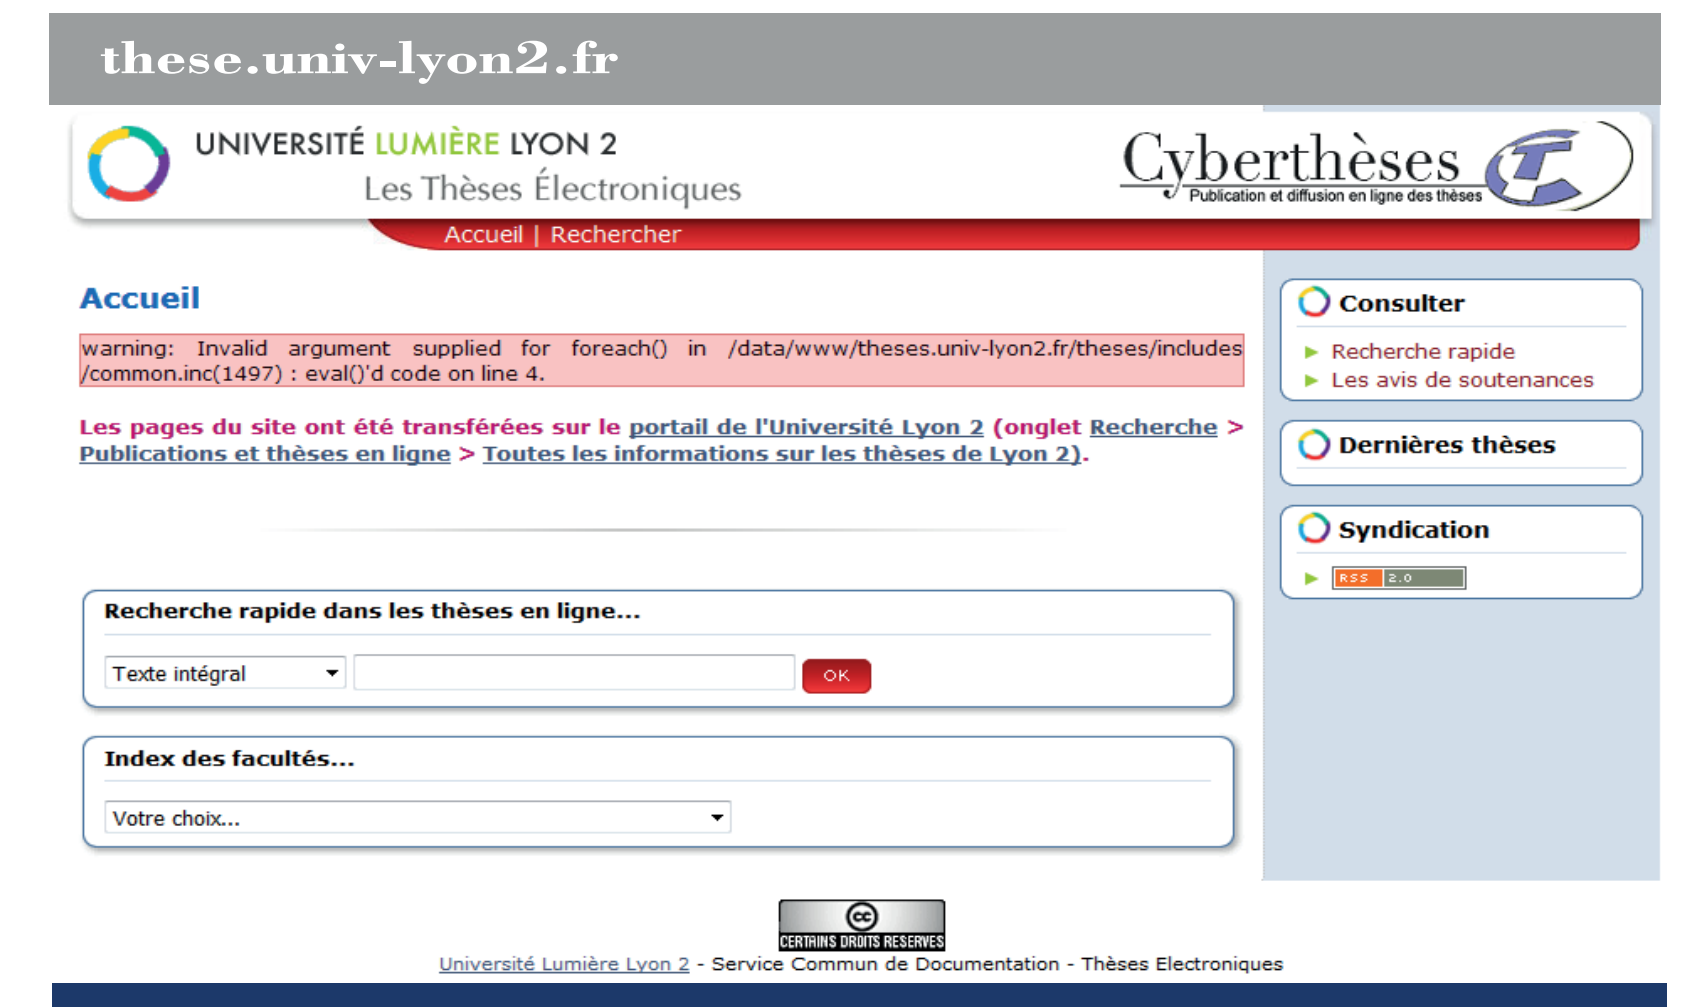 these.univ-lyon2.fr
UNIVERSITÉ LUMIÈRE LYON 2
Les Thèses Électroniques
Cyberthèses
Publication et diffusion en ligne des thèses
Accueil | Rechercher
Accueil
warning: Invalid argument supplied for foreach() in /data/www/theses.univ-lyon2.fr/theses/includes
/common.inc(1497) : eval()'d code on line 4.
Les pages du site ont été transférées sur le portail de l'Université Lyon 2 (onglet Recherche >
Publications et thèses en ligne > Toutes les informations sur les thèses de Lyon 2).
Recherche rapide dans les thèses en ligne...
Texte intégral
OK
Index des facultés...
Votre choix...
Consulter
Recherche rapide
Les avis de soutenances
Dernières thèses
Syndication
RSS 2.0
cc
CERTAINS DROITS RESERVES
Université Lumière Lyon 2 - Service Commun de Documentation - Thèses Electroniques